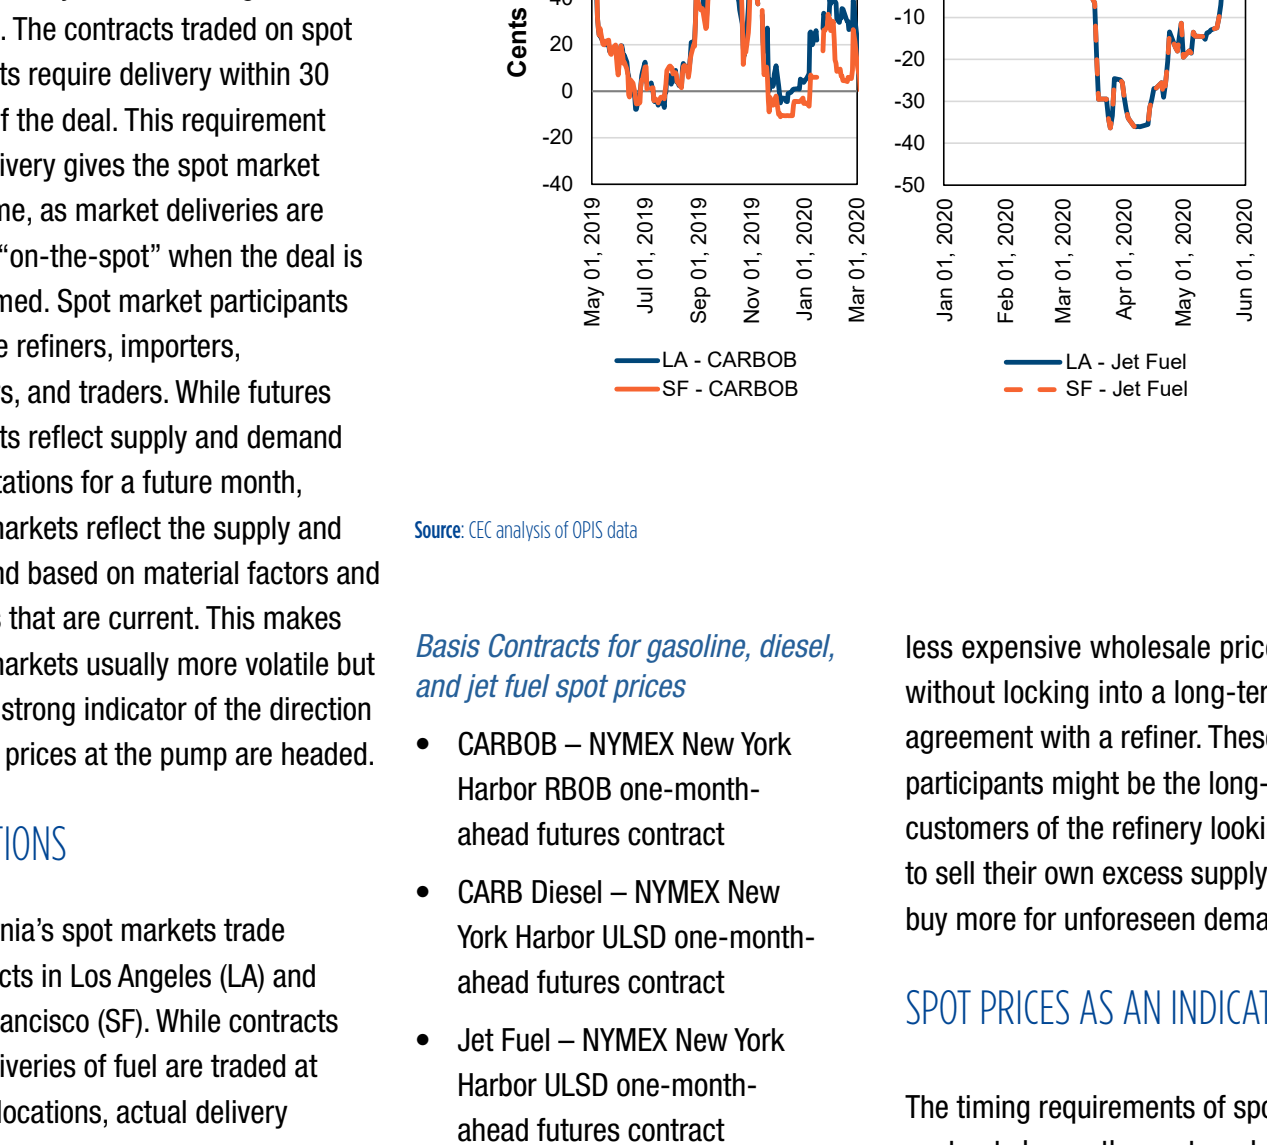 . The contracts traded on spot
ts require delivery within 30
f the deal. This requirement
ivery gives the spot market
me, as market deliveries are
“on-the-spot” when the deal is
med. Spot market participants
e refiners, importers,
rs, and traders. While futures
ts reflect supply and demand
tations for a future month,
narkets reflect the supply and
nd based on material factors and
s that are current. This makes
narkets usually more volatile but
strong indicator of the direction
prices at the pump are headed.
TIONS
nia’s spot markets trade
cts in Los Angeles (LA) and
ancisco (SF). While contracts
iveries of fuel are traded at
locations, actual delivery
Cents
40
20
0
-20
-40
May 01, 2019
Jul 01, 2019
Sep 01, 2019
Nov 01, 2019
Jan 01, 2020
Mar 01, 2020
LA - CARBOB
SF - CARBOB
-10
-20
-30
-40
-50
Jan 01, 2020
Feb 01, 2020
Mar 01, 2020
Apr 01, 2020
May 01, 2020
Jun 01, 2020
LA - Jet Fuel
SF - Jet Fuel
Source: CEC analysis of OPIS data
Basis Contracts for gasoline, diesel,
and jet fuel spot prices
• CARBOB – NYMEX New York
Harbor RBOB one-month-
ahead futures contract
• CARB Diesel – NYMEX New
York Harbor ULSD one-month-
ahead futures contract
• Jet Fuel – NYMEX New York
Harbor ULSD one-month-
ahead futures contract
less expensive wholesale price
without locking into a long-ter
agreement with a refiner. These
participants might be the long-
customers of the refinery looki
to sell their own excess supply
buy more for unforeseen dema
SPOT PRICES AS AN INDICAT
The timing requirements of spo